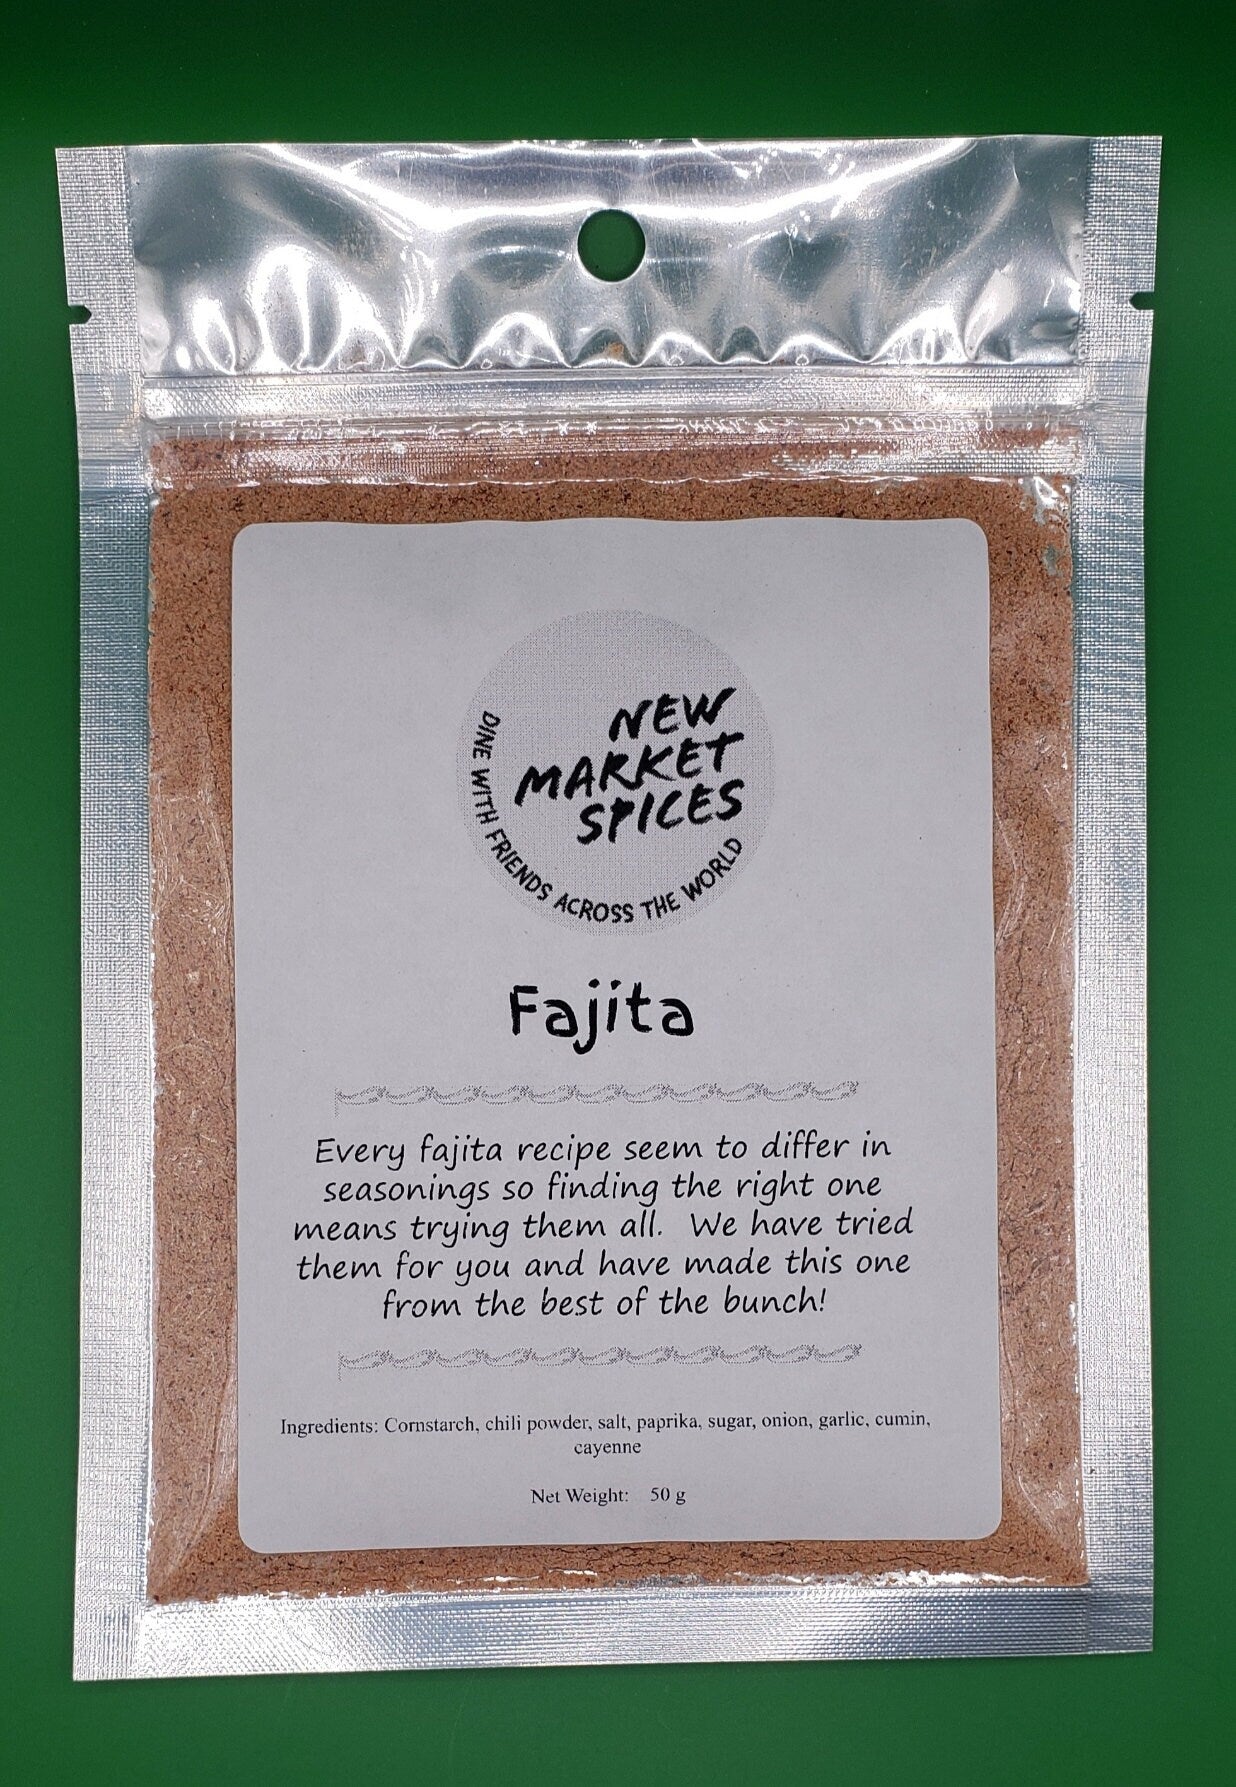 NEW
MARKET
SPICES
DINE WITH FRIENDS ACROSS THE WORLD
Fajita
Every fajita recipe seem to differ in
seasonings so finding the right one
means trying them all. We have tried
them for you and have made this one
from the best of the bunch!
Ingredients: Cornstarch, chili powder, salt, paprika, sugar, onion, garlic, cumin,
cayenne
Net Weight: 50 g